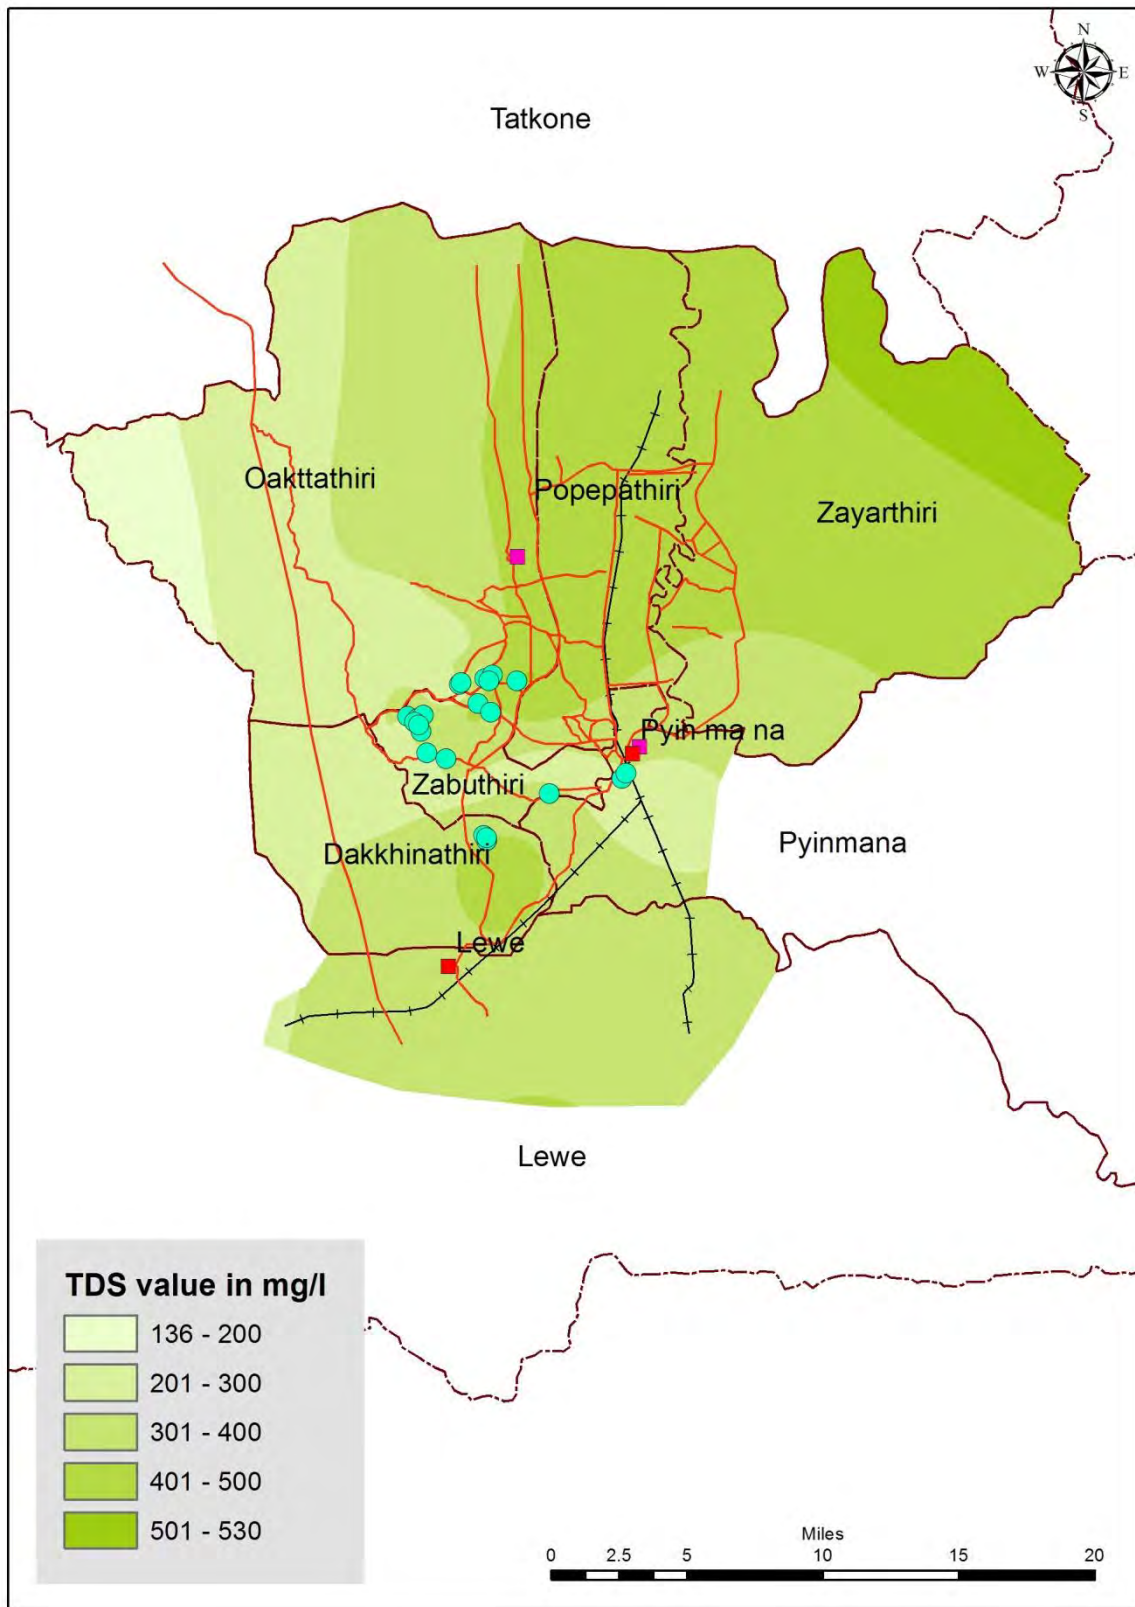 N
W E
S
Tatkone
Oakttathiri
Popepathiri
Zayarthiri
Pyih ma na
Zabuthiri
Dakkhinathiri
Pyinmana
Lewe
Lewe
TDS value in mg/l
136 - 200
201 - 300
301 - 400
401 - 500
501 - 530
Miles
0 2.5 5 10 15 20